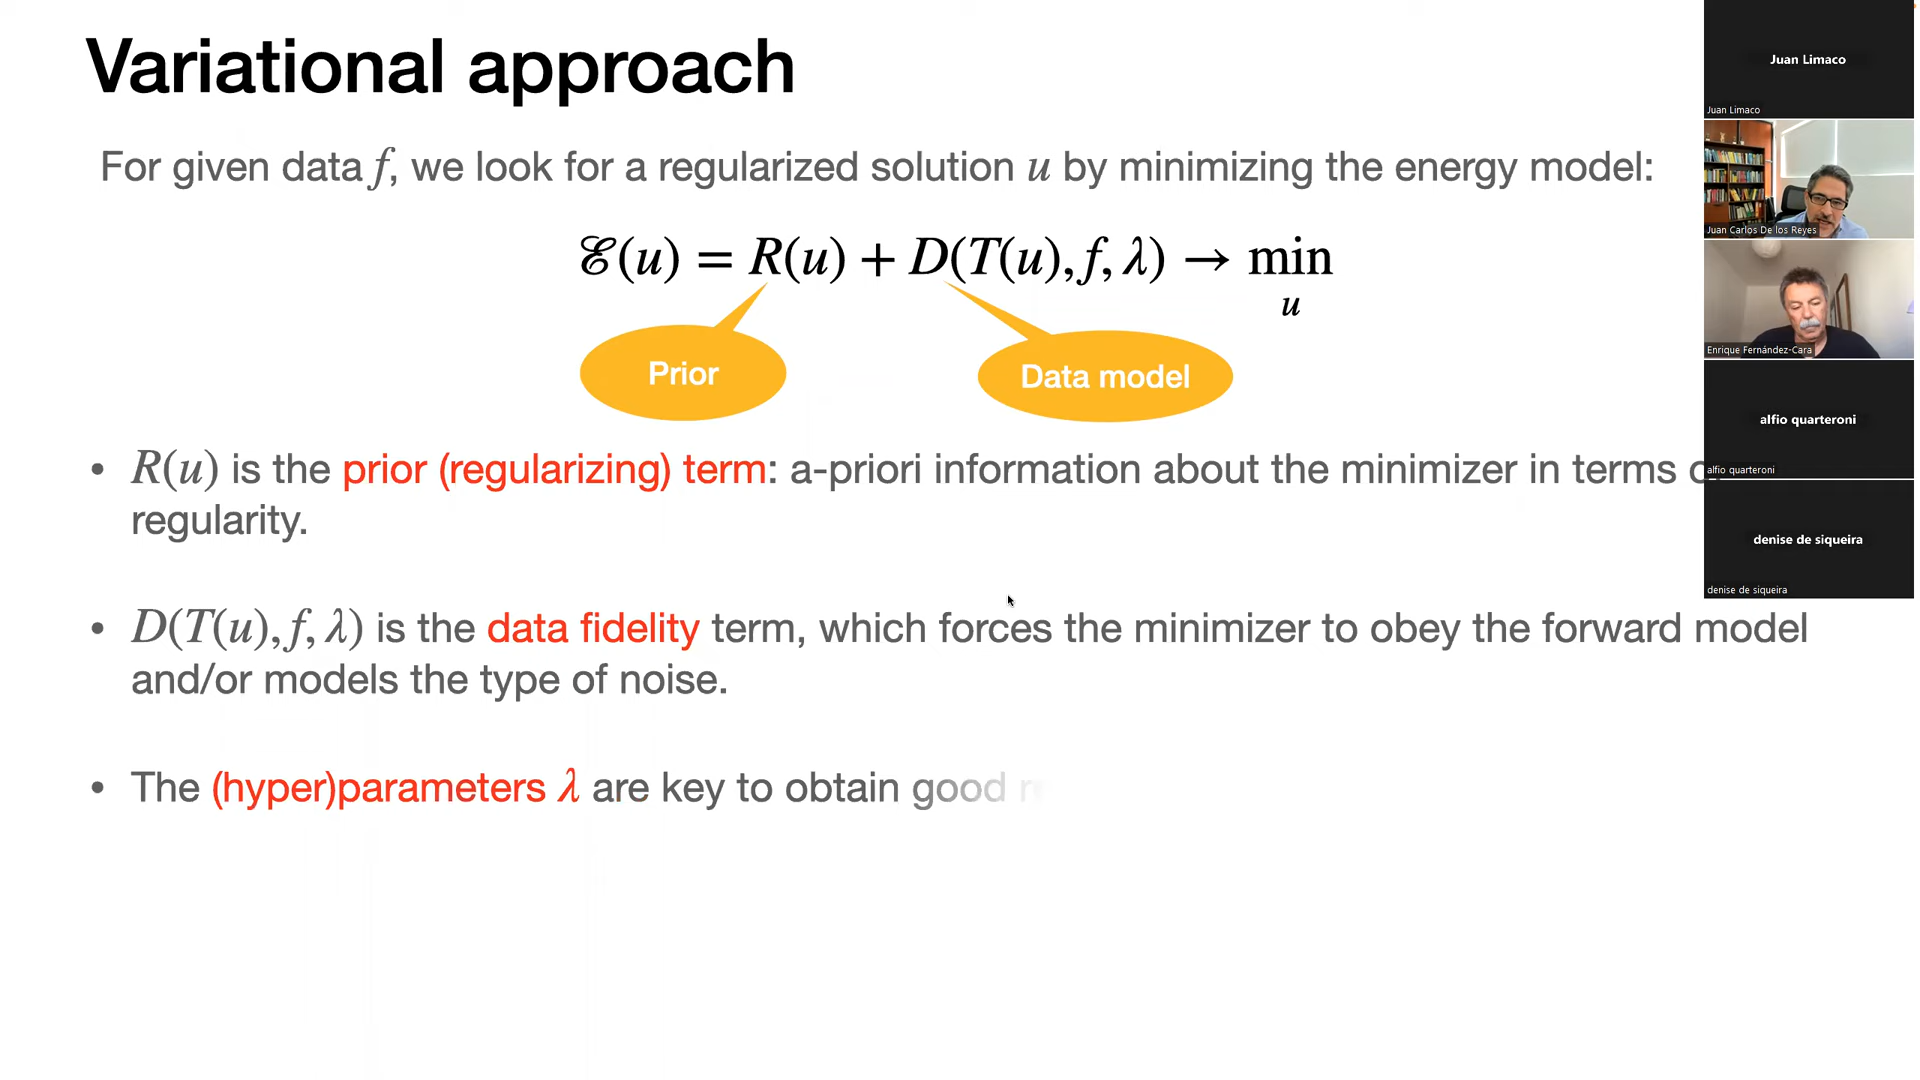 Variational approach
For given data f, we look for a regularized solution u by minimizing the energy model:
ℰ(u) = R(u) + D(T(u), f, λ) → min
u
Prior
Data model
• R(u) is the prior (regularizing) term: a-priori information about the minimizer in terms
regularity.
• D(T(u), f, λ) is the data fidelity term, which forces the minimizer to obey the forward model
and/or models the type of noise.
• The (hyper)parameters λ are key to obtain good
Juan Limaco
Juan Limaco
Juan Carlos De los Reyes
Enrique Fernández-Cara
alfio quarteroni
alfio quarteroni
denise de siqueira
denise de siqueira